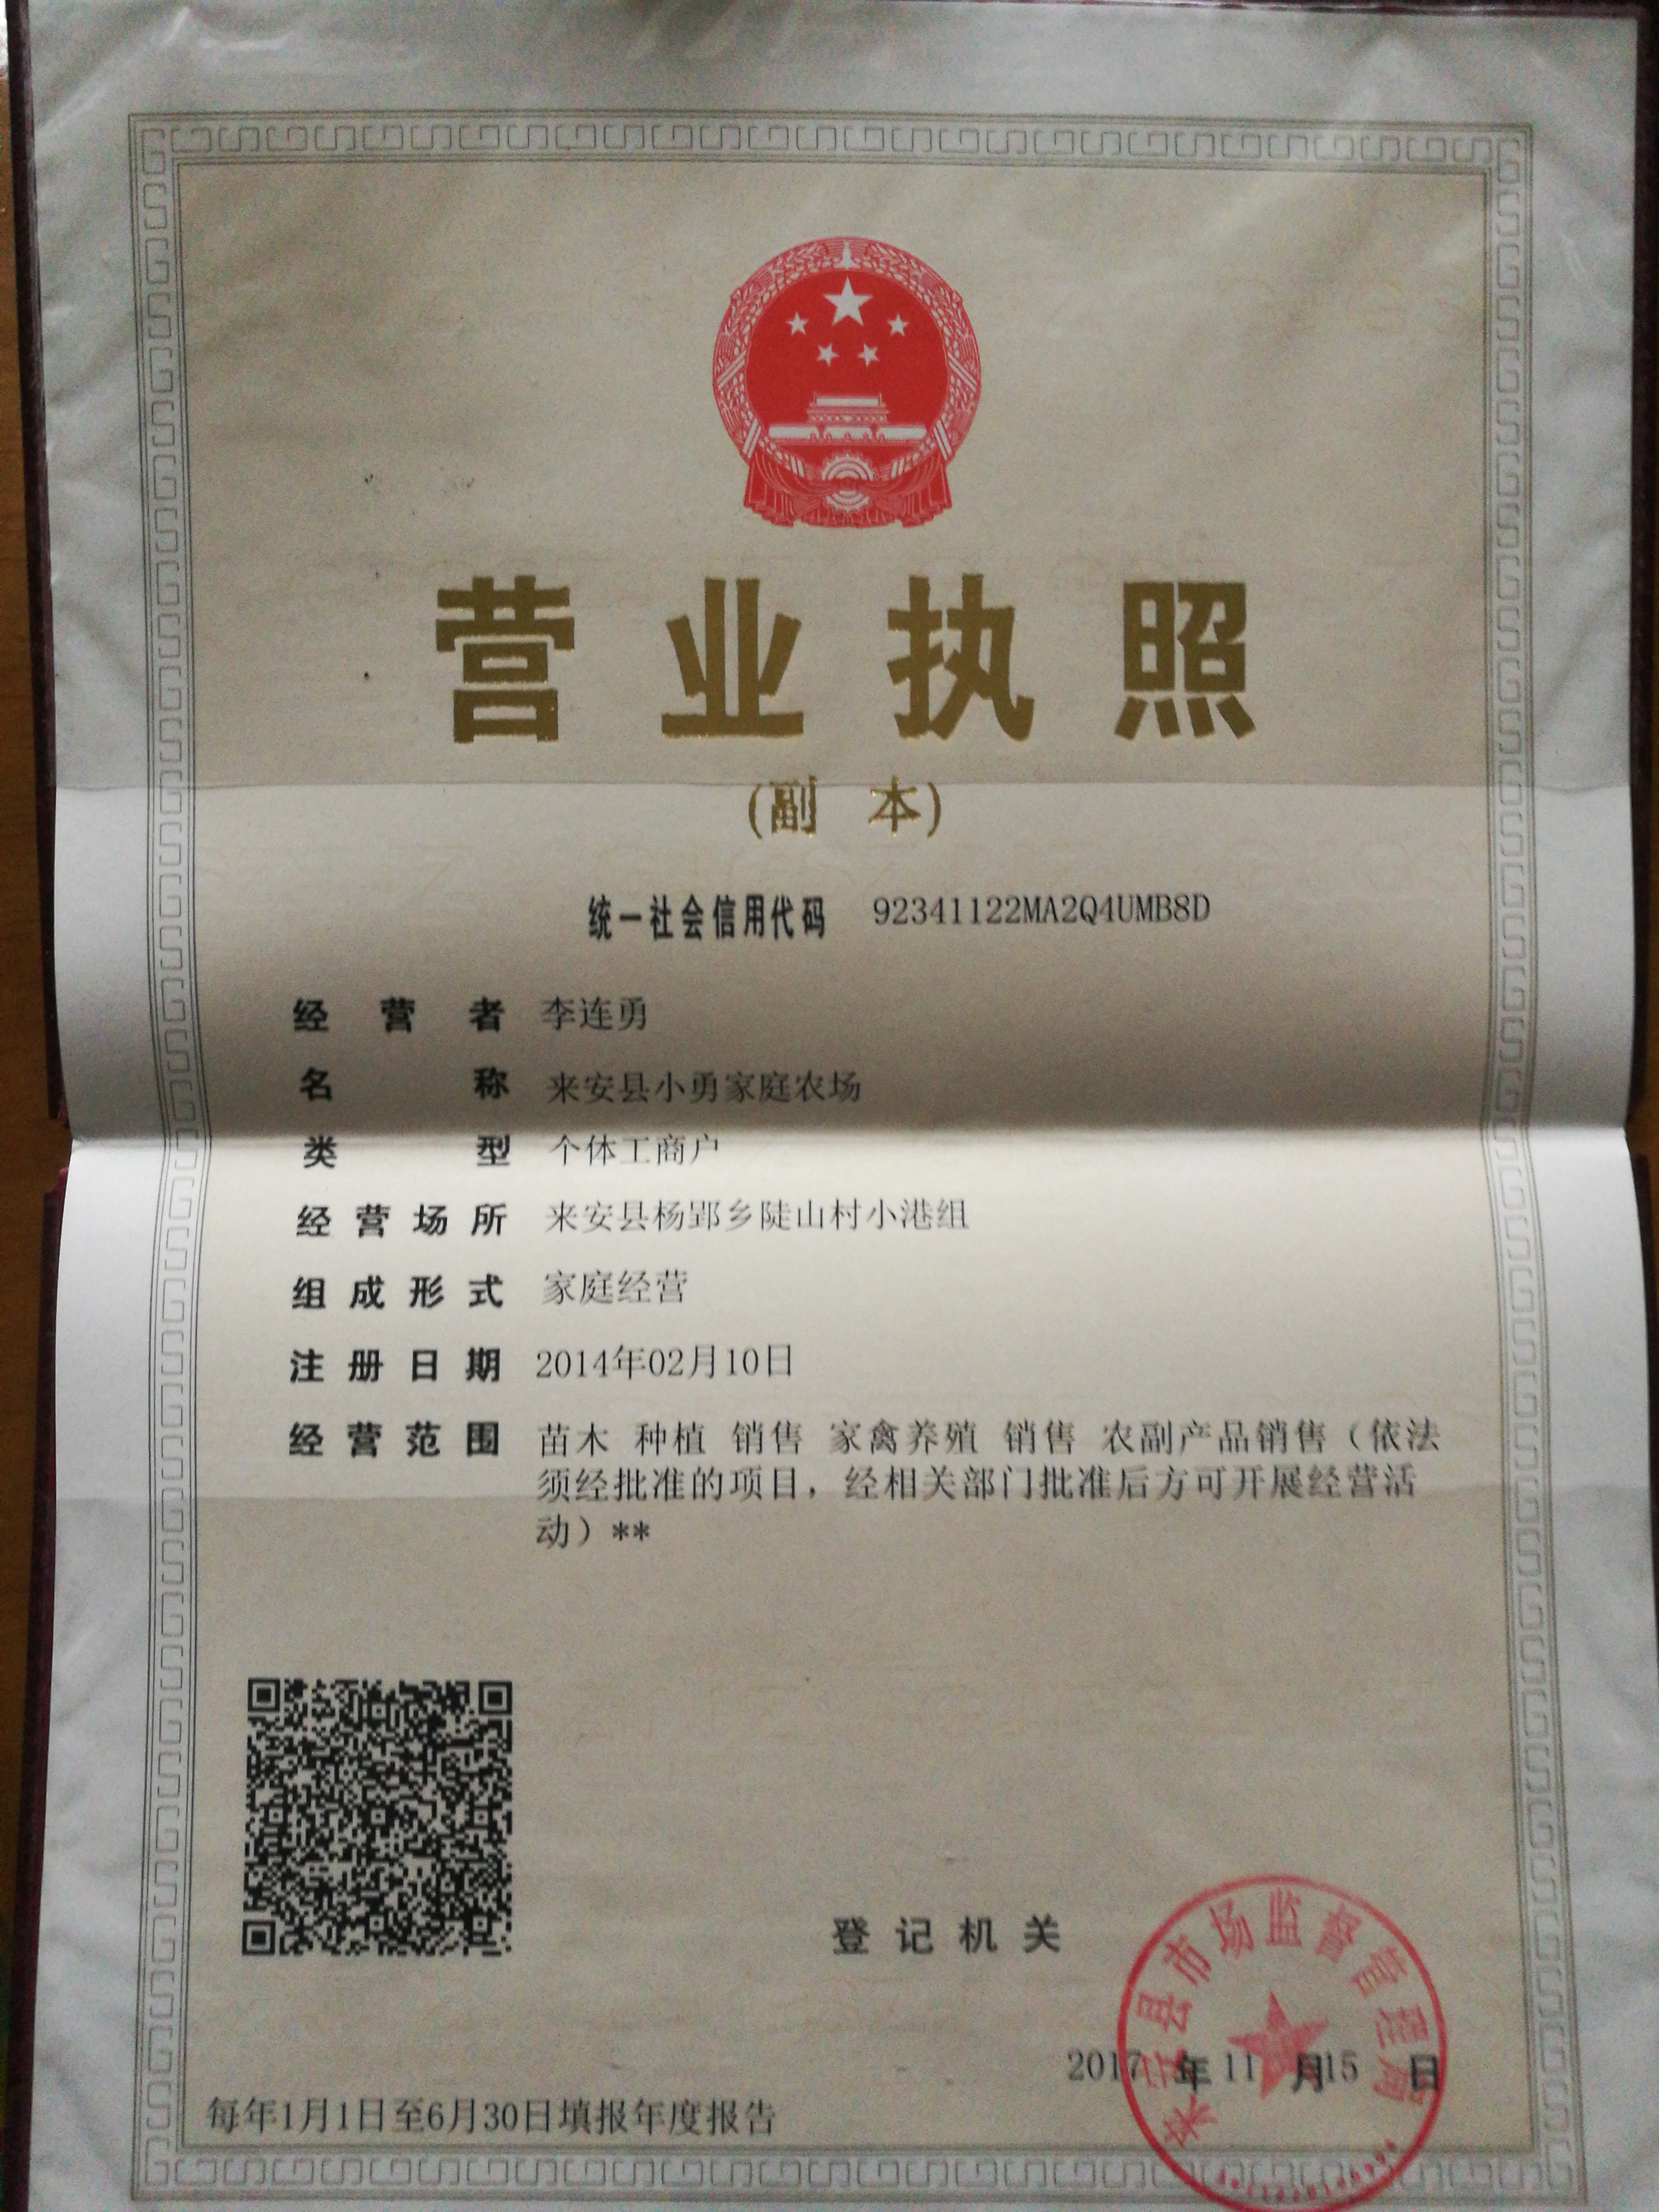 营业执照
(副 本)
统一社会信用代码 92341122MA2Q4UMB8D
经营者 李连勇
名称 来安县小勇家庭农场
类型 个体工商户
经营场所 来安县杨郢乡陡山村小港组
组成形式 家庭经营
注册日期 2014年02月10日
经营范围 苗木 种植 销售 家禽养殖 销售 农副产品销售（依法
须经批准的项目，经相关部门批准后方可开展经营活
动）**
登记机关
来安县市场监督管理局
2017 年 11 月 15 日
每年1月1日至6月30日填报年度报告